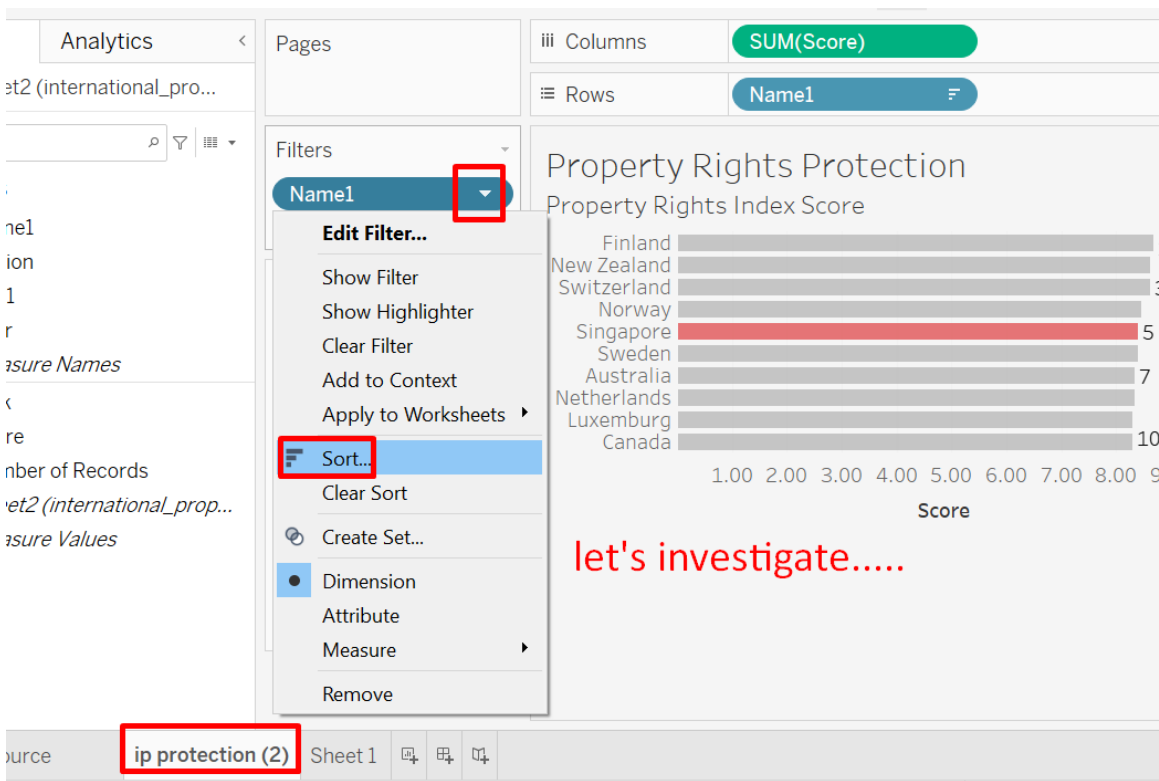 Analytics
Pages
Columns
SUM(Score)
et2 (international_pro...
Rows
Name1
Filters
Name1
Property Rights Protection
Property Rights Index Score
Edit Filter...
Show Filter
Show Highlighter
Clear Filter
Add to Context
Apply to Worksheets
Sort...
Clear Sort
Create Set...
Dimension
Attribute
Measure
Remove
ne1
ion
1
r
asure Names
re
mber of Records
et2 (international_prop...
asure Values
Finland
New Zealand
Switzerland 3
Norway
Singapore 5
Sweden
Australia 7
Netherlands
Luxemburg
Canada 10
1.00 2.00 3.00 4.00 5.00 6.00 7.00 8.00 9
Score
let's investigate.....
ource
ip protection (2)
Sheet 1